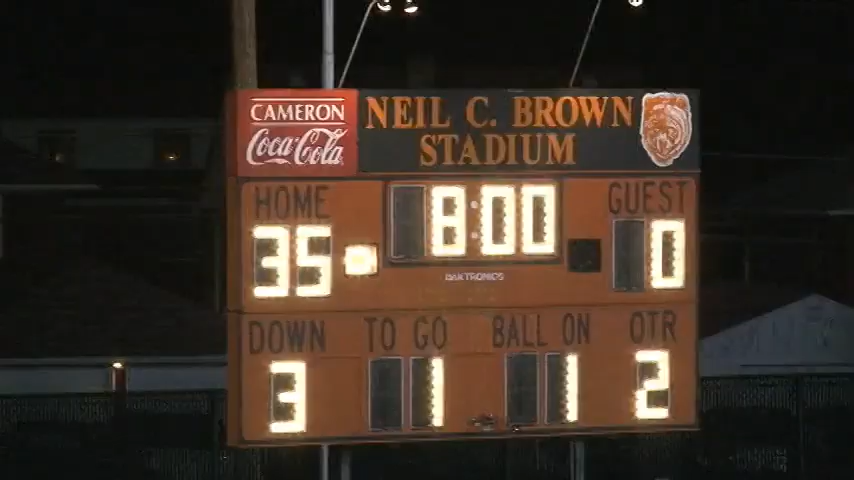 CAMERON
Coca-Cola
NEIL C. BROWN
STADIUM
HOME 8:00 GUEST
35 0
DAKTRONICS
DOWN TO GO BALL ON QTR
3 1 1 2